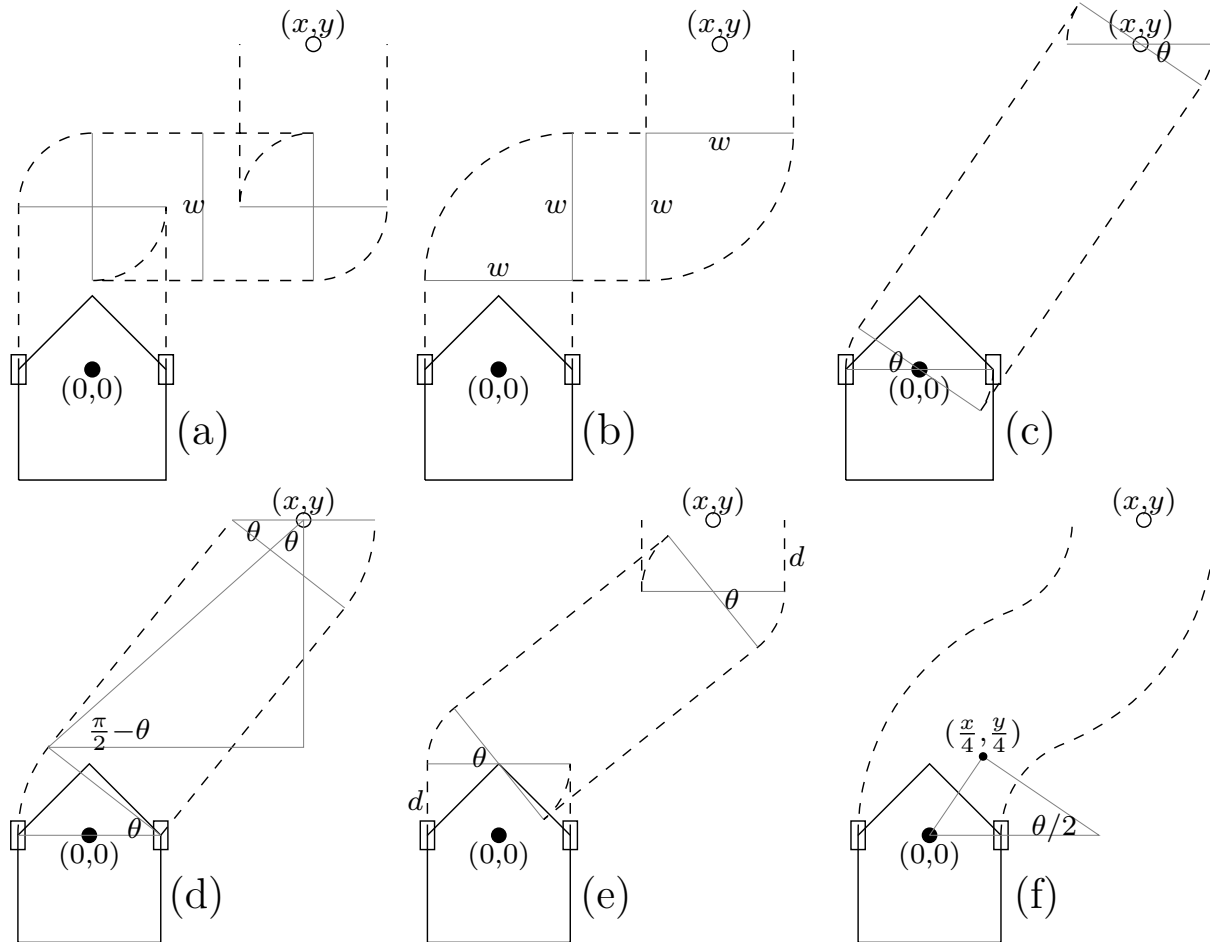 (x,y)
w
(0,0)
(a)
(x,y)
w
w
w
w
(0,0)
(b)
(x,y)
θ
θ
(0,0)
(c)
(x,y)
θ
θ
π/2−θ
θ
(0,0)
(d)
(x,y)
d
θ
θ
d
(0,0)
(e)
(x,y)
(x/4,y/4)
θ/2
(0,0)
(f)